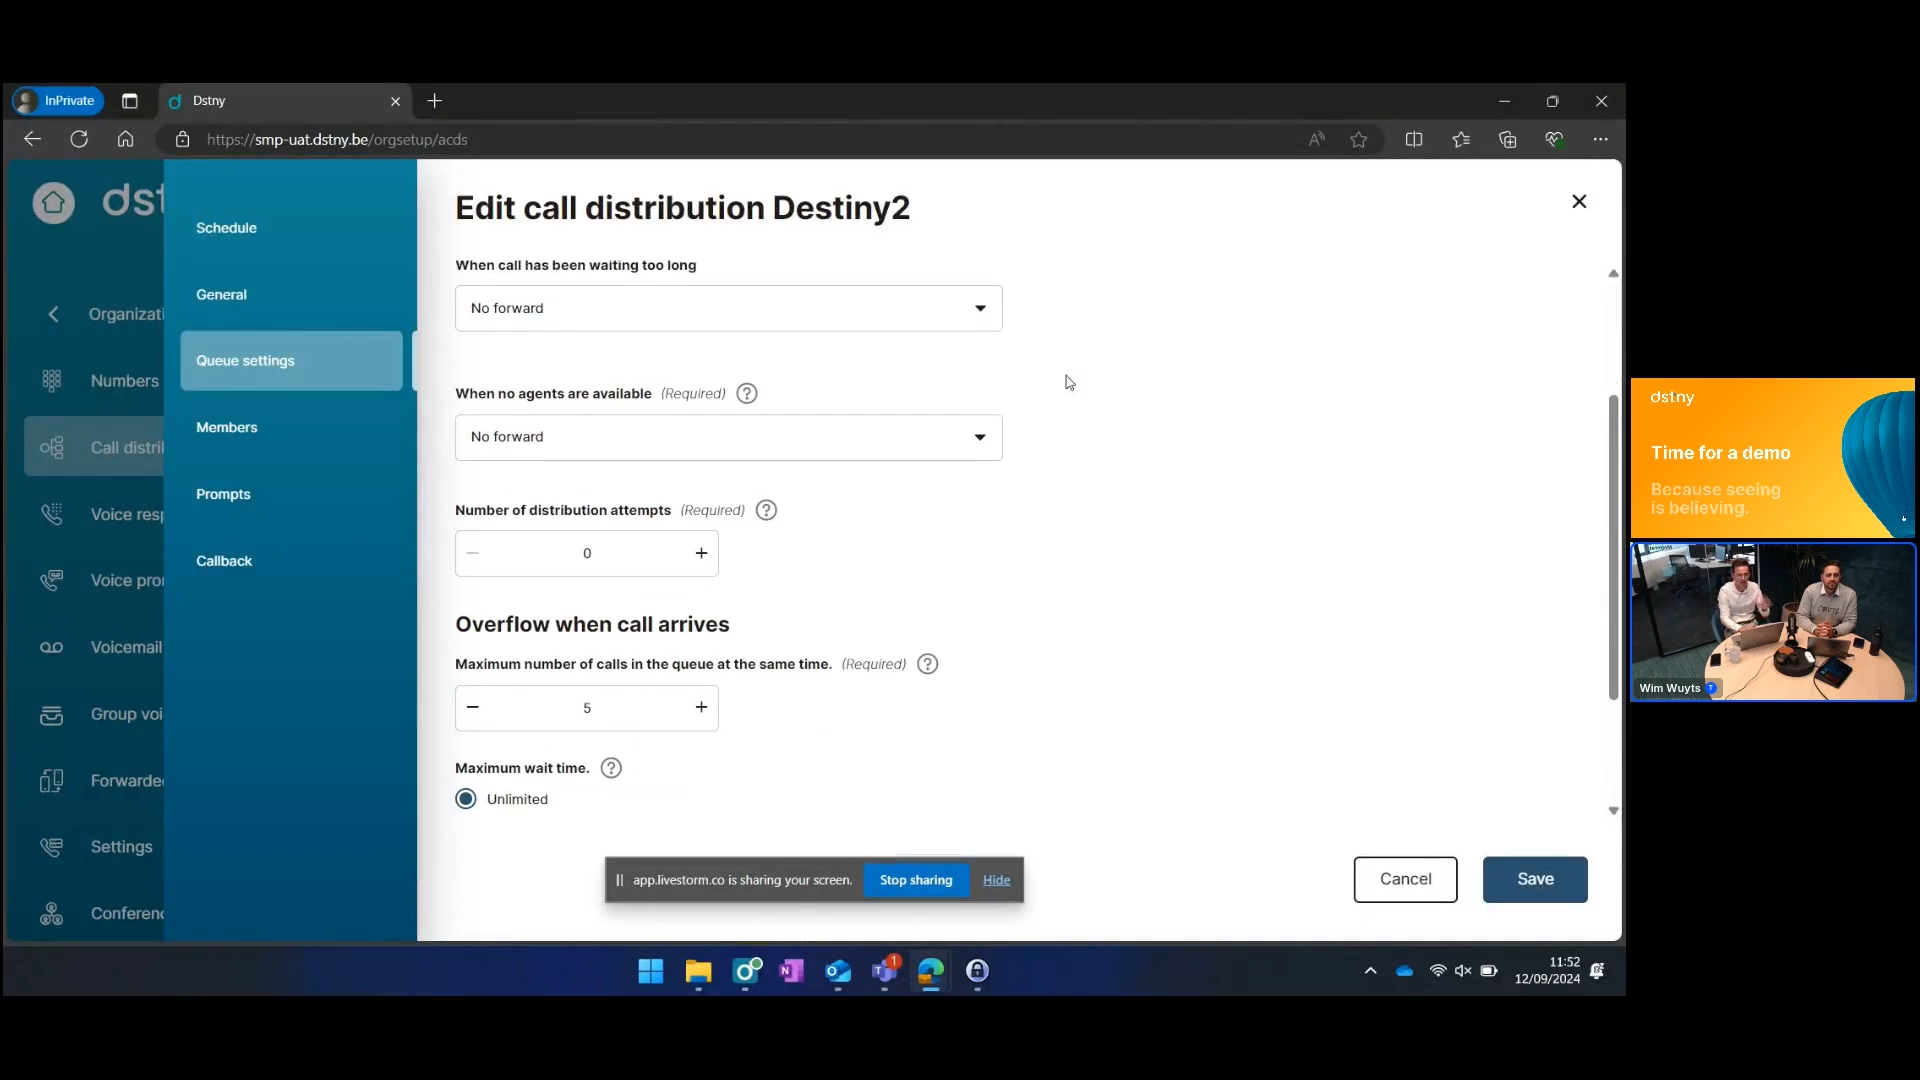 InPrivate
Dstny
https://smp-uat.dstny.be/orgsetup/acds
dst
Organizati
Numbers
Call distril
Voice resp
Voice pro
Voicemail
Group voi
Forwarde
Settings
Conferenc
Schedule
General
Queue settings
Members
Prompts
Callback
Edit call distribution Destiny2
When call has been waiting too long
No forward
When no agents are available (Required) ?
No forward
Number of distribution attempts (Required) ?
0
Overflow when call arrives
Maximum number of calls in the queue at the same time. (Required) ?
5
Maximum wait time. ?
Unlimited
app.livestorm.co is sharing your screen.
Stop sharing
Hide
Cancel
Save
1
11:52
12/09/2024
dstny
Time for a demo
Because seeing
is believing.
Wim Wuyts T